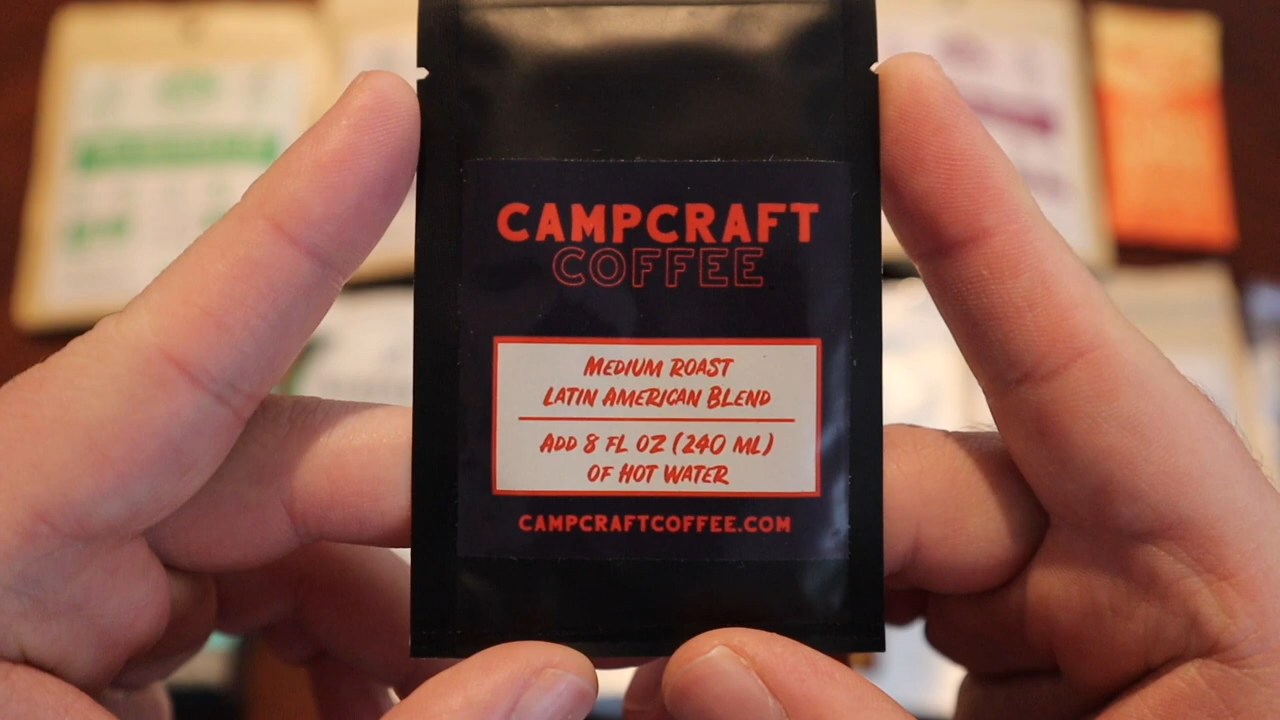 CAMPCRAFT
COFFEE
MEDIUM ROAST
LATIN AMERICAN BLEND
ADD 8 FL OZ (240 ML)
OF HOT WATER
CAMPCRAFTCOFFEE.COM